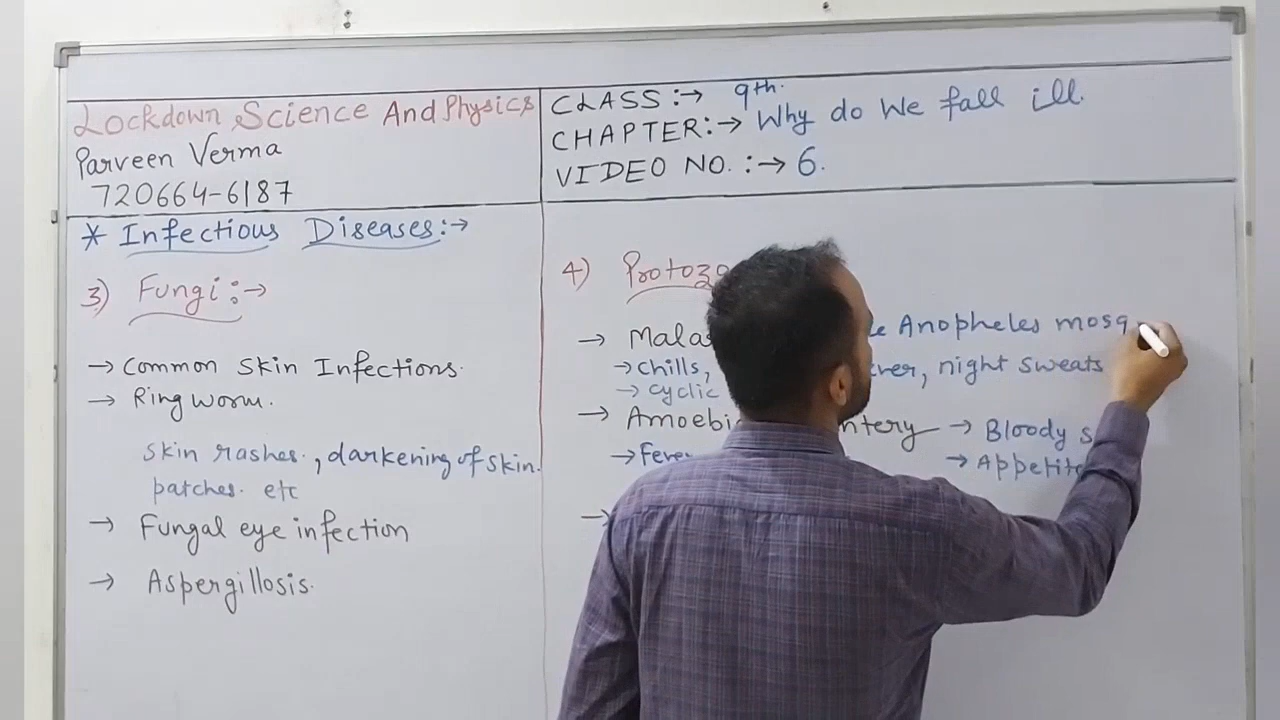 Lockdown Science And Physics
Parveen Verma
720664-6187
CLASS :→ 9th.
CHAPTER :→ Why do We fall ill.
VIDEO NO. :→ 6.
* Infectious Diseases :→
3) Fungi :→
→ Common Skin Infections.
→ Ring worm.
skin rashes, darkening of skin.
patches. etc
→ Fungal eye infection
→ Aspergillosis.
4)
→ Anopheles
→ Chills, night sweats
→ cyclic
→ → Bloody
→ Fever → Appetite
→